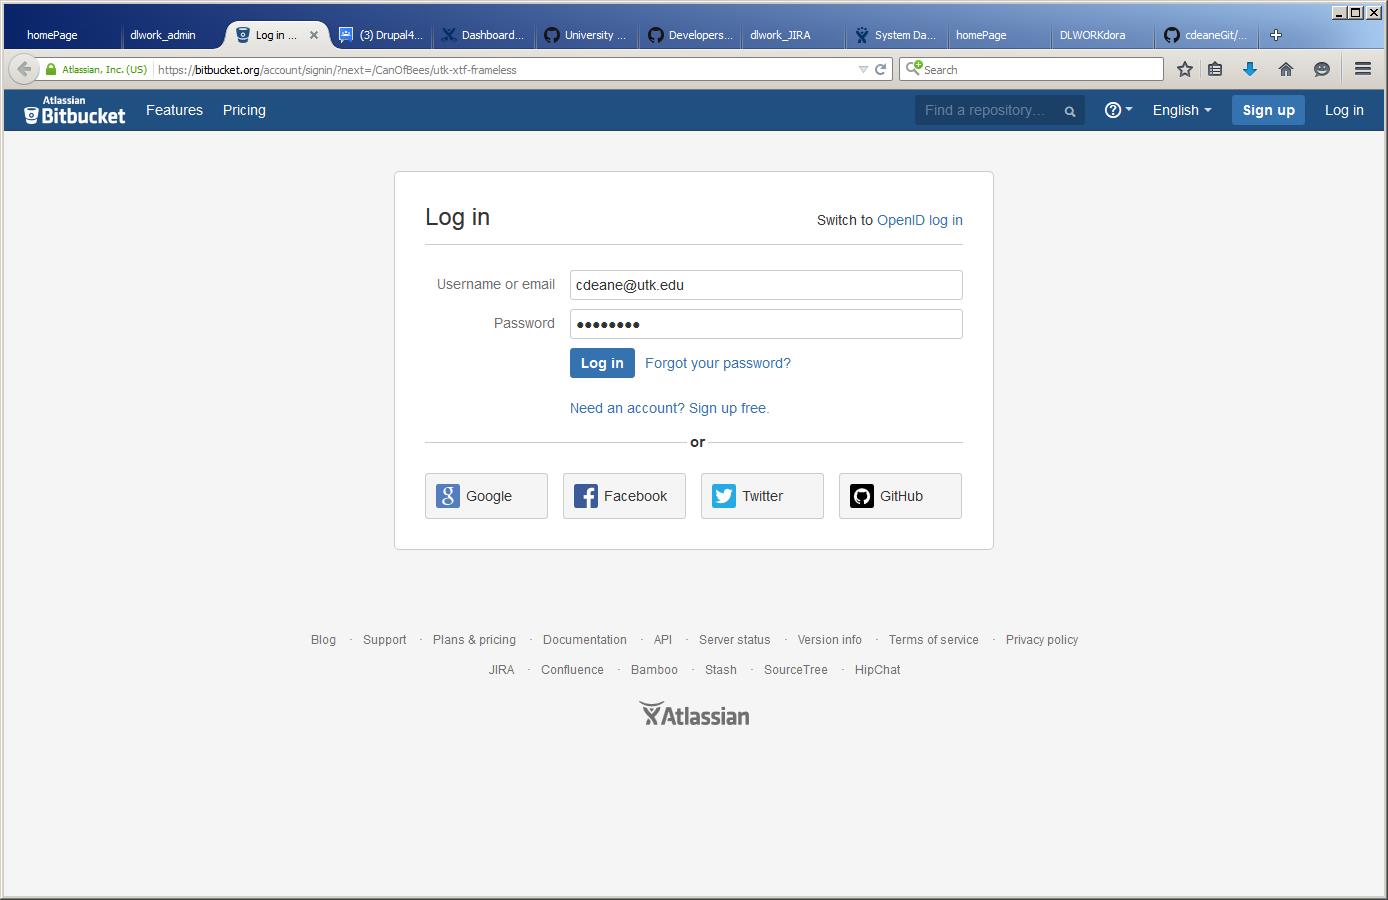 homePage dlwork_admin Log in ... (3) Drupal4... Dashboard... University ... Developers... dlwork_JIRA System Da... homePage DLWORKdora cdeaneGit/...
Atlassian, Inc. (US) https://bitbucket.org/account/signin/?next=/CanOfBees/utk-xtf-frameless Search
Atlassian
Bitbucket Features Pricing Find a repository... English Sign up Log in
Log in Switch to OpenID log in
Username or email cdeane@utk.edu
Password ●●●●●●●●
Log in Forgot your password?
Need an account? Sign up free.
or
Google Facebook Twitter GitHub
Blog · Support · Plans & pricing · Documentation · API · Server status · Version info · Terms of service · Privacy policy
JIRA · Confluence · Bamboo · Stash · SourceTree · HipChat
Atlassian